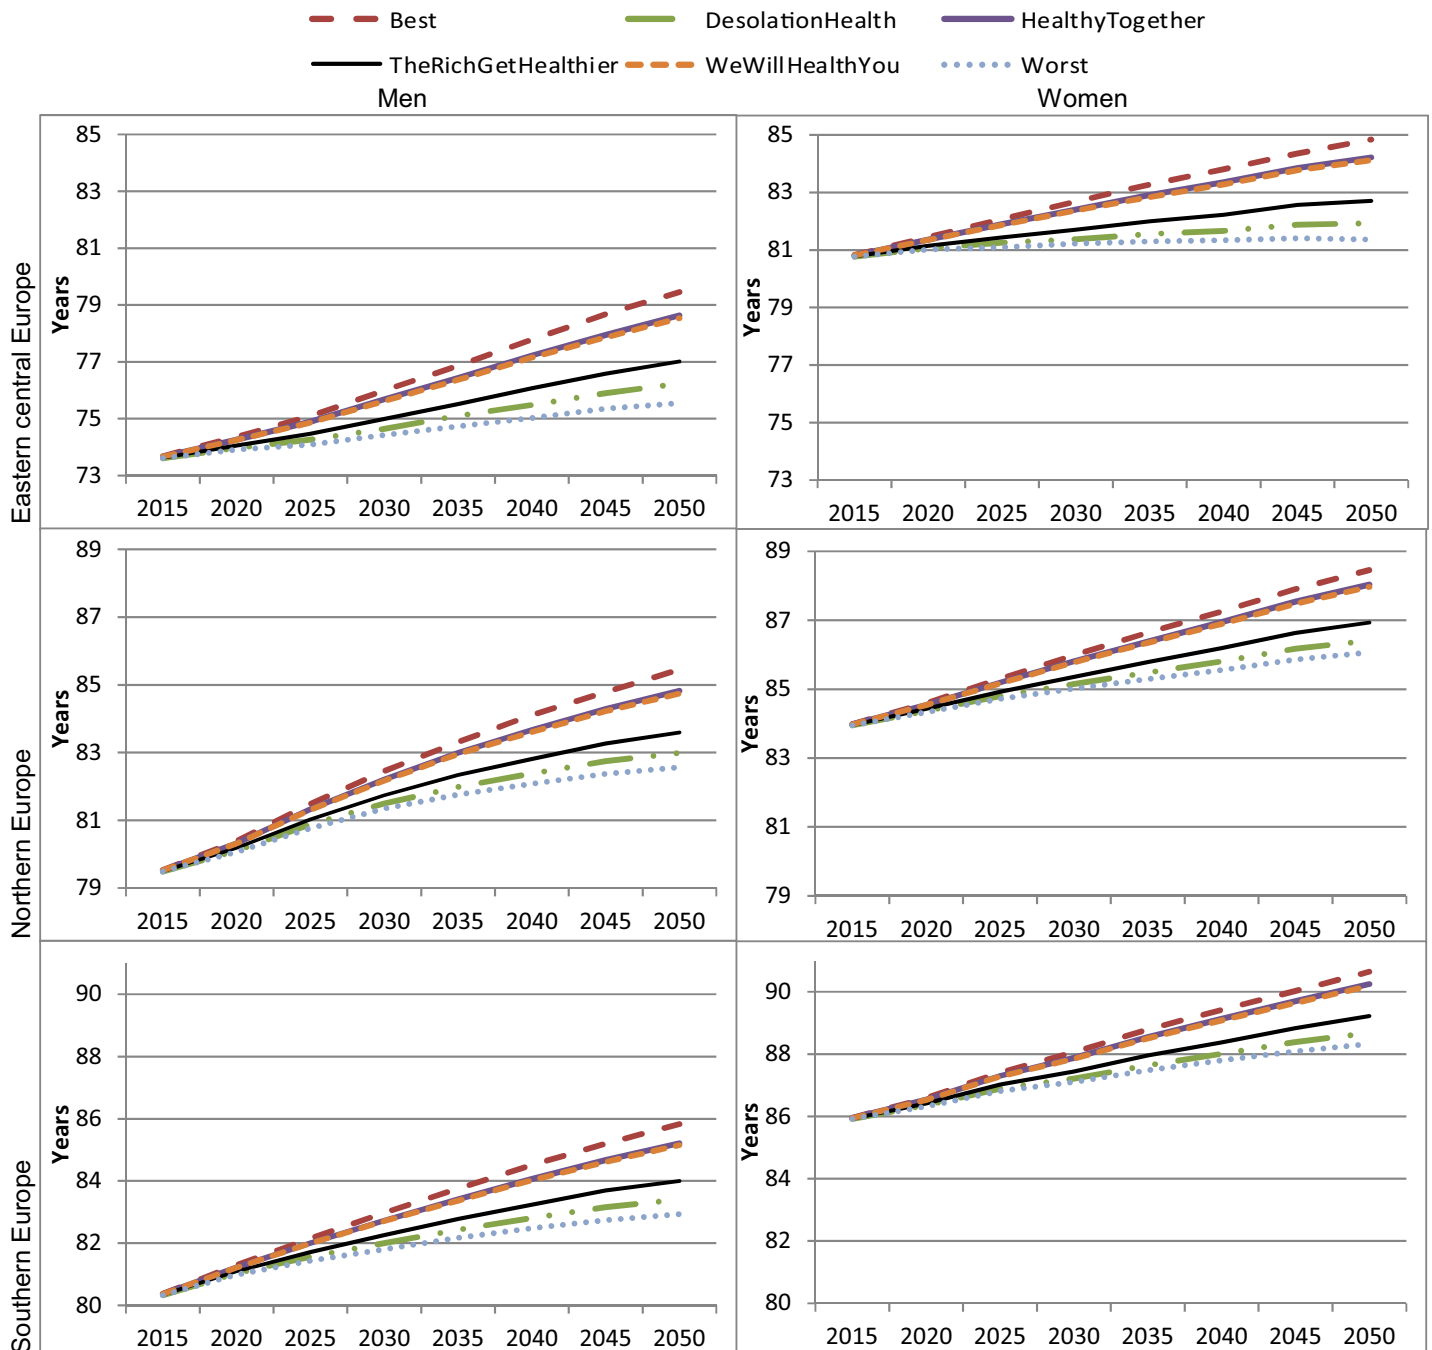 Best DesolationHealth HealthyTogether
TheRichGetHealthier WeWillHealthYou Worst
Men Women
Eastern central Europe
Years
85
83
81
79
77
75
73
2015 2020 2025 2030 2035 2040 2045 2050
Years
85
83
81
79
77
75
73
2015 2020 2025 2030 2035 2040 2045 2050
Northern Europe
Years
89
87
85
83
81
79
2015 2020 2025 2030 2035 2040 2045 2050
Years
89
87
85
83
81
79
2015 2020 2025 2030 2035 2040 2045 2050
Southern Europe
Years
90
88
86
84
82
80
2015 2020 2025 2030 2035 2040 2045 2050
Years
90
88
86
84
82
80
2015 2020 2025 2030 2035 2040 2045 2050